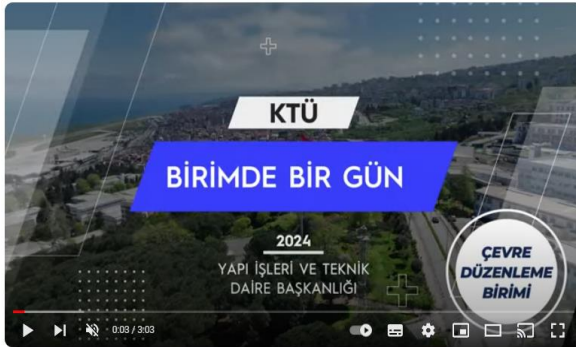 KTÜ
BİRİMDE BİR GÜN
2024
YAPI İŞLERİ VE TEKNİK
DAİRE BAŞKANLIĞI
ÇEVRE
DÜZENLEME
BİRİMİ
0:03 / 3:03